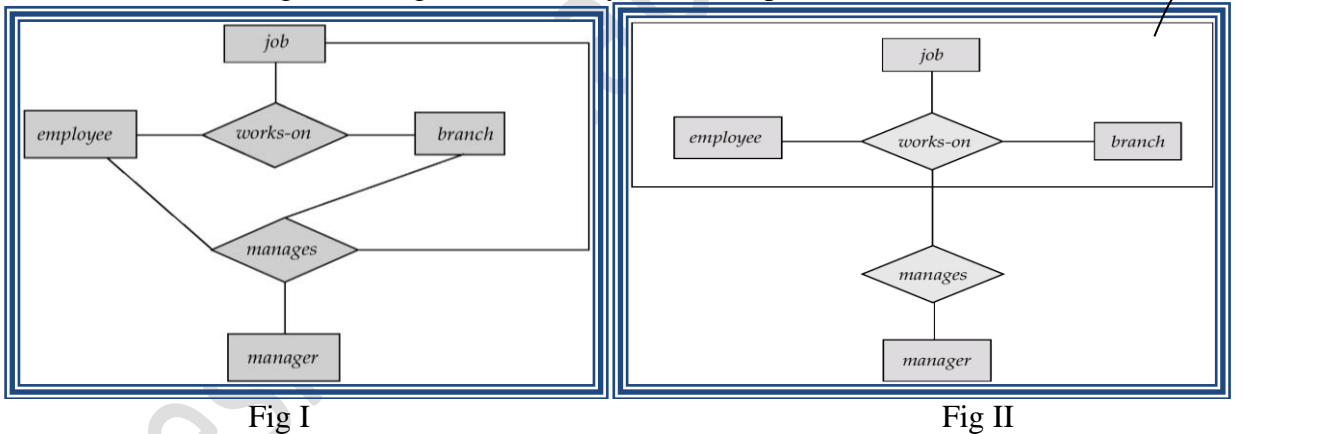 job
employee
works-on
branch
manages
manager
Fig I
job
employee
works-on
branch
manages
manager
Fig II